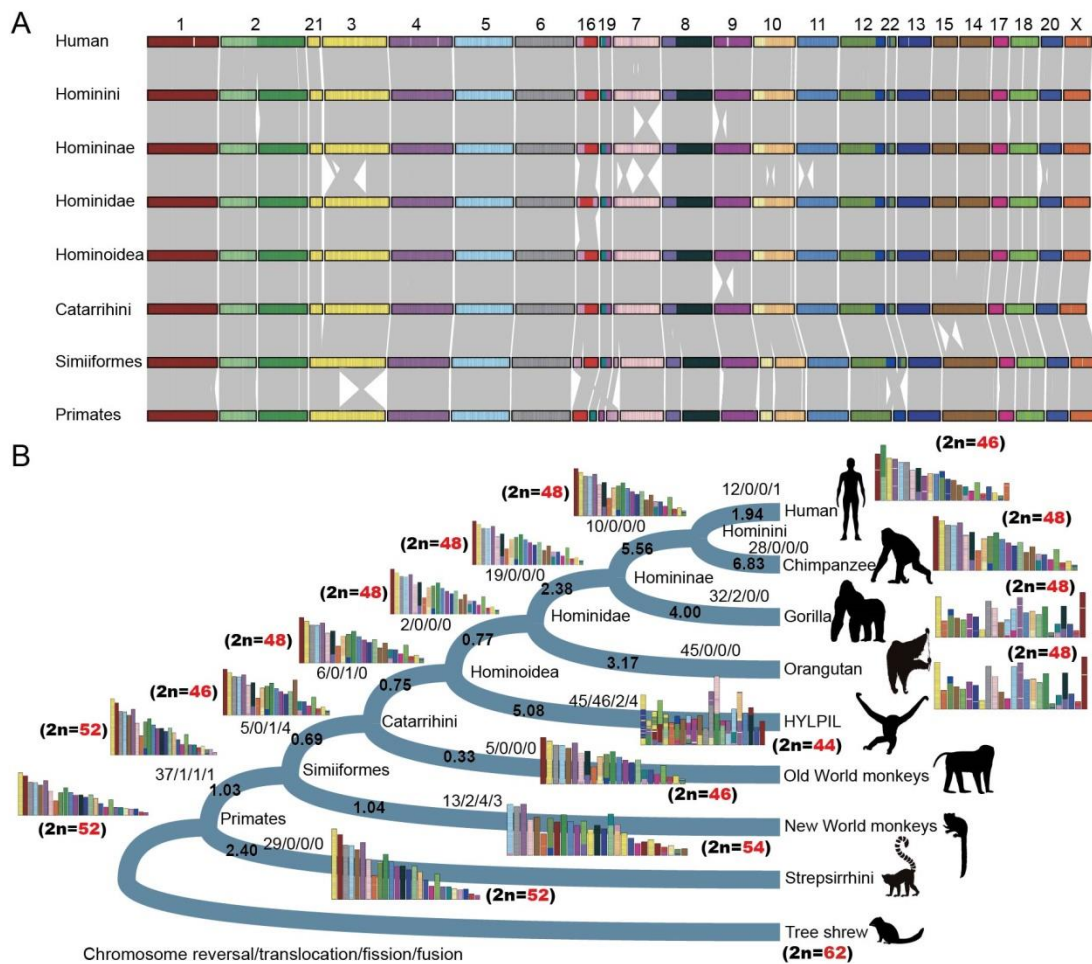 A
1 2 21 3 4 5 6 16 19 7 8 9 10 11 12 22 13 15 14 17 18 20 X
Human
Hominini
Homininae
Hominidae
Hominoidea
Catarrihini
Simiiformes
Primates
B
(2n=46)
12/0/0/1
(2n=48)
10/0/0/0
1.94
Human
Hominini
28/0/0/0
(2n=48)
(2n=48)
5.56
6.83
Chimpanzee
19/0/0/0
Homininae
32/2/0/0
(2n=48)
2.38
4.00
Gorilla
(2n=48)
2/0/0/0
Hominidae
45/0/0/0
(2n=48)
0.77
3.17
Orangutan
(2n=48)
6/0/1/0
Hominoidea
(2n=46)
0.75
5.08
45/46/2/4
HYLPIL
5/0/1/4
Catarrhini
(2n=44)
(2n=52)
0.69
0.33
5/0/0/0
Old World monkeys
37/1/1/1
Simiiformes
(2n=46)
1.03
1.04
13/2/4/3
New World monkeys
(2n=52)
Primates
(2n=54)
29/0/0/0
2.40
Strepsirrhini
(2n=52)
Tree shrew
(2n=62)
Chromosome reversal/translocation/fission/fusion